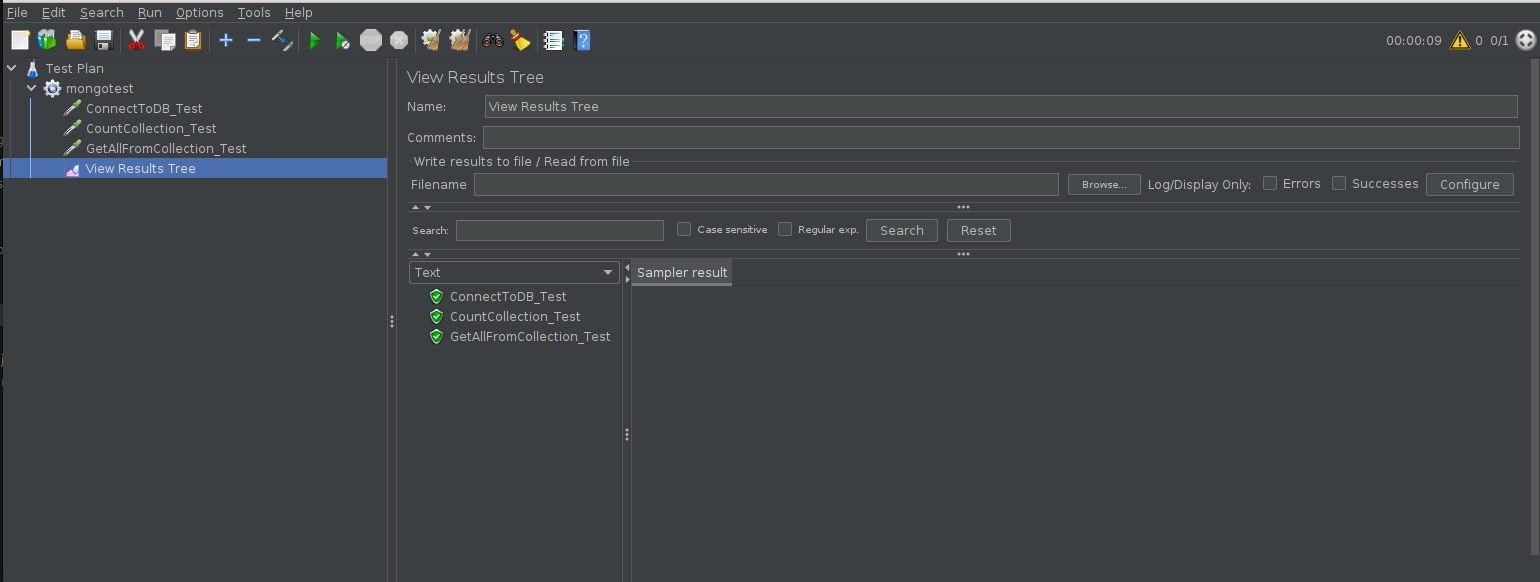 File Edit Search Run Options Tools Help
STOP 00:00:09 0 0/1
Test Plan
mongotest
ConnectToDB_Test
CountCollection_Test
GetAllFromCollection_Test
View Results Tree
View Results Tree
Name: View Results Tree
Comments:
Write results to file / Read from file
Filename Browse... Log/Display Only: Errors Successes Configure
Search: Case sensitive Regular exp. Search Reset
Text
Sampler result
ConnectToDB_Test
CountCollection_Test
GetAllFromCollection_Test